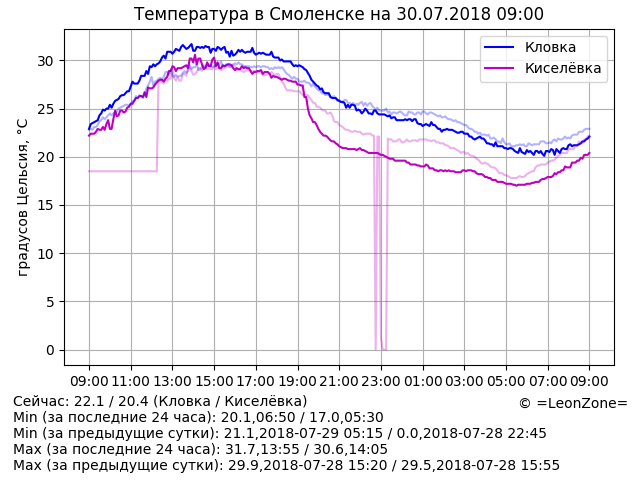 Температура в Смоленске на 30.07.2018 09:00
Кловка
Киселёвка
градусов Цельсия, °C
30
25
20
15
10
5
0
09:00 11:00 13:00 15:00 17:00 19:00 21:00 23:00 01:00 03:00 05:00 07:00 09:00
Сейчас: 22.1 / 20.4 (Кловка / Киселёвка)
© =LeonZone=
Min (за последние 24 часа): 20.1,06:50 / 17.0,05:30
Min (за предыдущие сутки): 21.1,2018-07-29 05:15 / 0.0,2018-07-28 22:45
Max (за последние 24 часа): 31.7,13:55 / 30.6,14:05
Max (за предыдущие сутки): 29.9,2018-07-28 15:20 / 29.5,2018-07-28 15:55